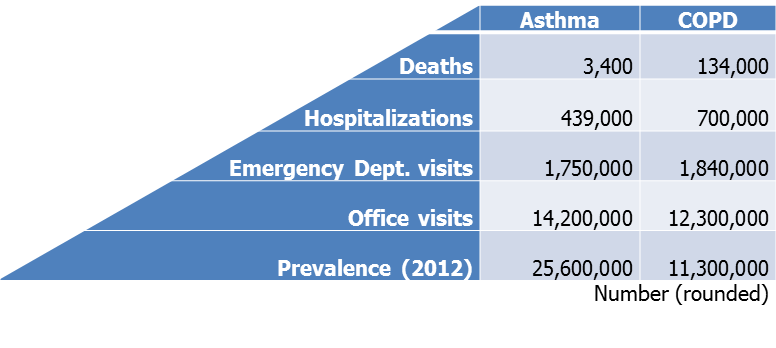 Asthma COPD
Deaths 3,400 134,000
Hospitalizations 439,000 700,000
Emergency Dept. visits 1,750,000 1,840,000
Office visits 14,200,000 12,300,000
Prevalence (2012) 25,600,000 11,300,000
Number (rounded)